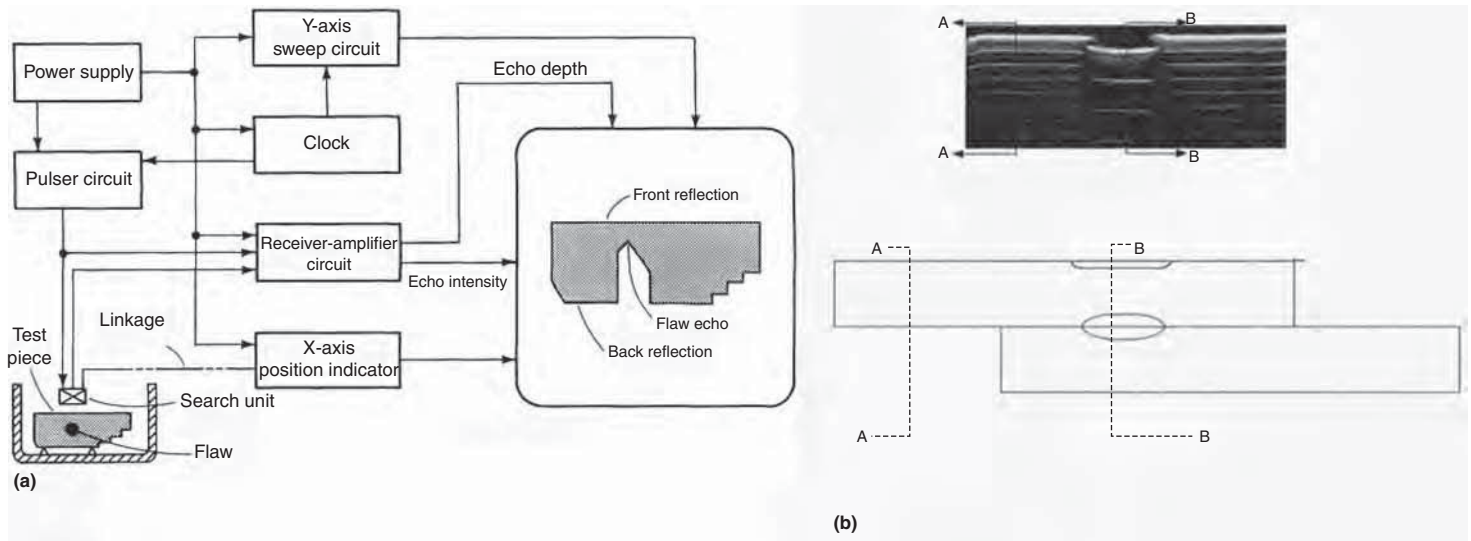 Power supply
Y-axis
sweep circuit
Echo depth
Clock
Pulser circuit
Receiver-amplifier
circuit
Echo intensity
Front reflection
Flaw echo
Back reflection
Linkage
Test
piece
X-axis
position indicator
Search unit
Flaw
(a)
A
B
A
B
A
B
A
B
(b)